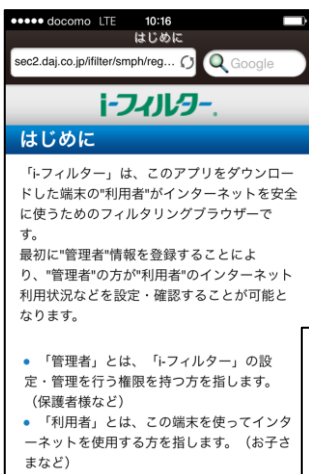 ●●●●● docomo LTE 10:16
はじめに
sec2.daj.co.jp/ifilter/smph/reg... Google
i-フィルター.
はじめに
「i-フィルター」は、このアプリをダウンロー
ドした端末の"利用者"がインターネットを安全
に使うためのフィルタリングブラウザーで
す。
最初に"管理者"情報を登録することによ
り、"管理者"の方が"利用者"のインターネット
利用状況などを設定・確認することが可能と
なります。
● 「管理者」とは、「i-フィルター」の設
定・管理を行う権限を持つ方を指します。
（保護者様など）
● 「利用者」とは、この端末を使ってインタ
ーネットを使用する方を指します。（お子さ
まなど）